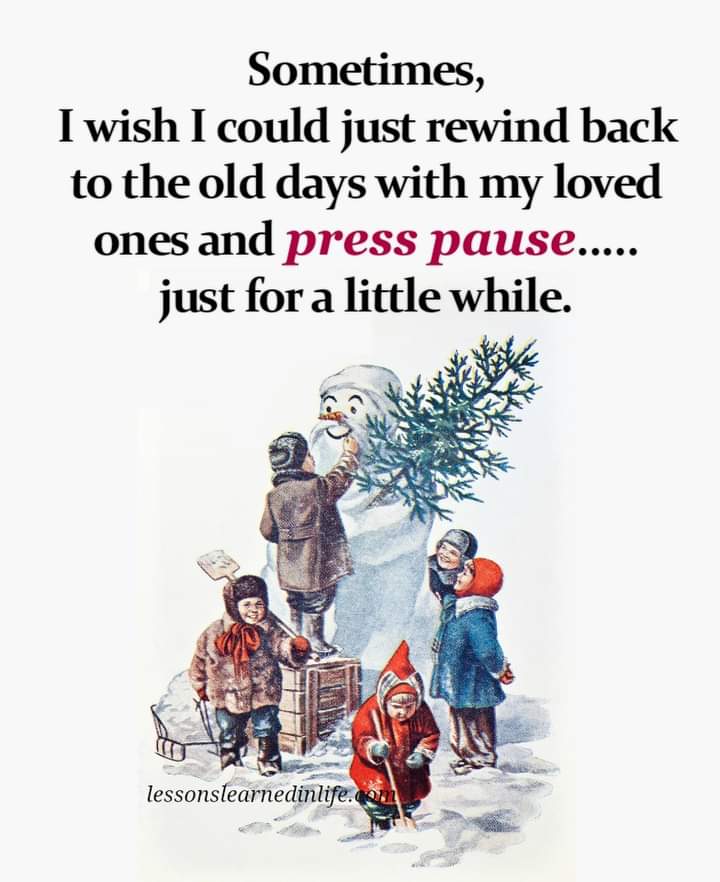 Sometimes,
I wish I could just rewind back
to the old days with my loved
ones and press pause.....
just for a little while.
lessonslearnedinlife.com